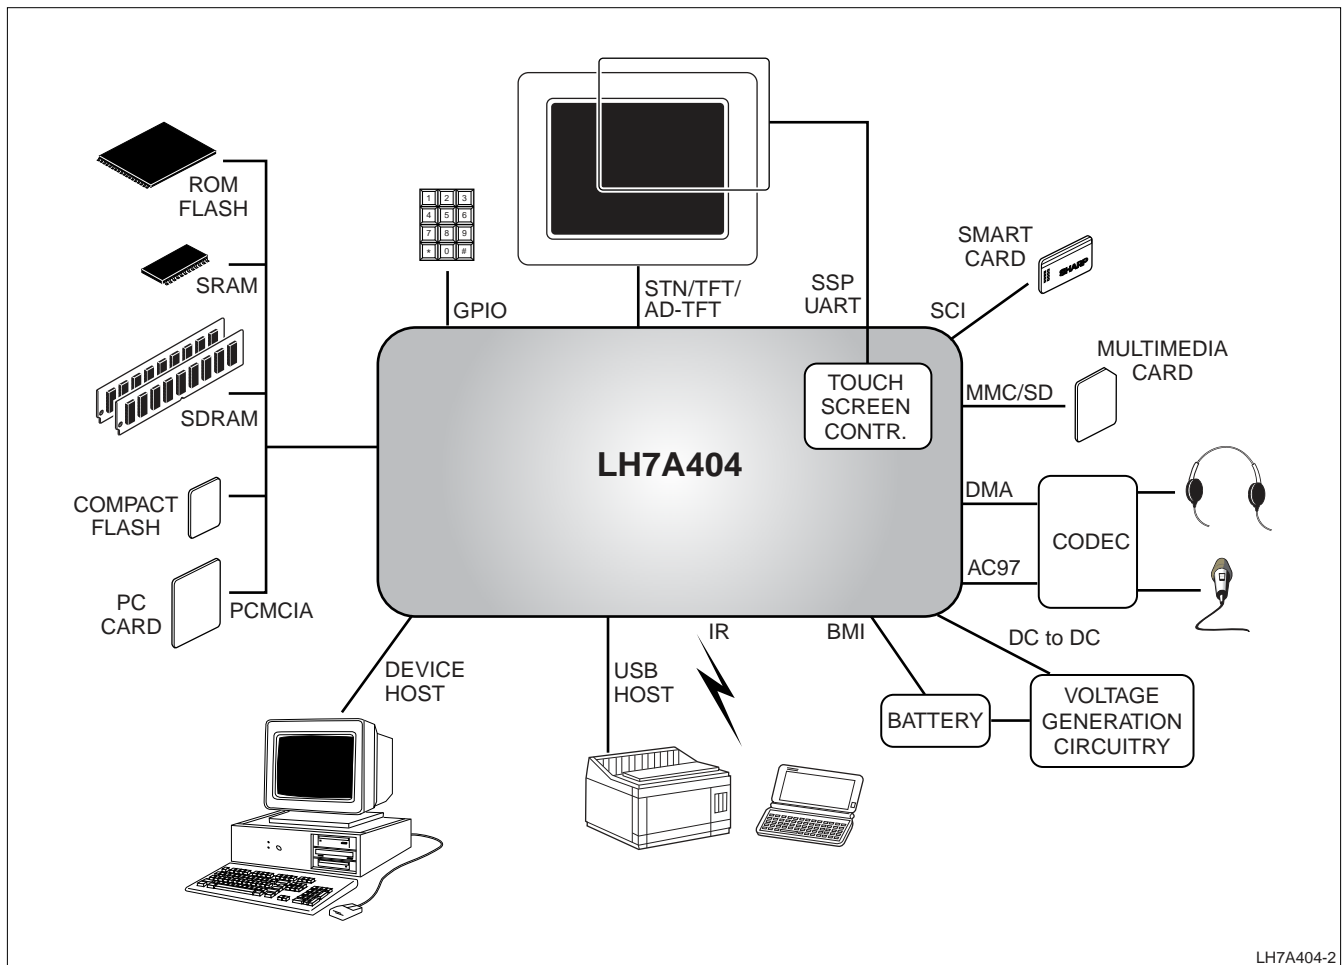 ROM
FLASH
SRAM
SDRAM
COMPACT
FLASH
PC
CARD
PCMCIA
1 2 3
4 5 6
7 8 9
* 0 #
GPIO
STN/TFT/
AD-TFT
SSP
UART
SCI
SMART
CARD
SHARP
MULTIMEDIA
CARD
MMC/SD
TOUCH
SCREEN
CONTR.
LH7A404
DMA
CODEC
AC97
DEVICE
HOST
USB
HOST
IR
BMI
DC to DC
BATTERY
VOLTAGE
GENERATION
CIRCUITRY
LH7A404-2